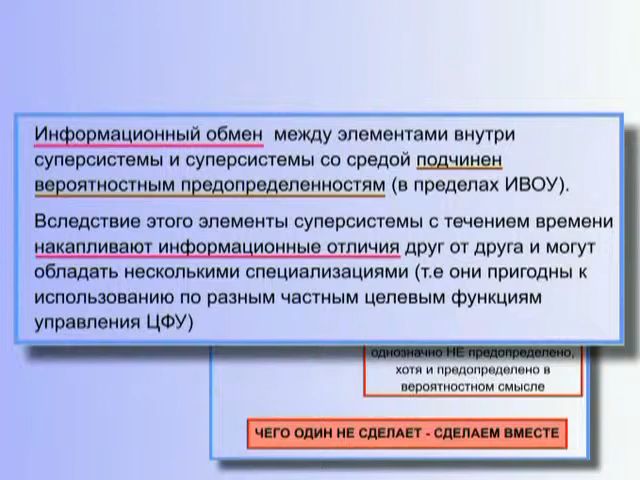 Информационный обмен между элементами внутри
суперсистемы и суперсистемы со средой подчинен
вероятностным предопределенностям (в пределах ИВОУ).
Вследствие этого элементы суперсистемы с течением времени
накапливают информационные отличия друг от друга и могут
обладать несколькими специализациями (т.е они пригодны к
использованию по разным частным целевым функциям
управления ЦФУ)
однозначно НЕ предопределено,
хотя и предопределено в
вероятностном смысле
ЧЕГО ОДИН НЕ СДЕЛАЕТ - СДЕЛАЕМ ВМЕСТЕ